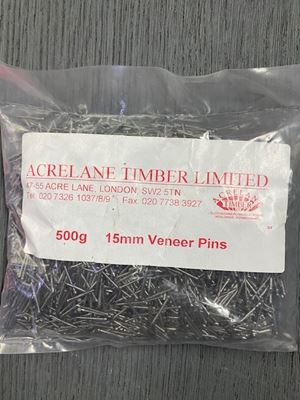 ACRELANE TIMBER LIMITED
47-55 ACRE LANE, LONDON, SW2 5TN
Tel: 020 7326 1037/8/9 Fax: 020 7738 3927
TIMBER
500g 15mm Veneer Pins